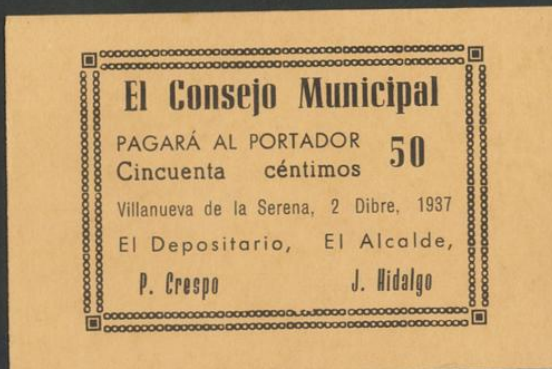 El Consejo Municipal
PAGARÁ AL PORTADOR 50
Cincuenta céntimos
Villanueva de la Serena, 2 Dibre, 1937
El Depositario, El Alcalde,
P. Crespo J. Hidalgo